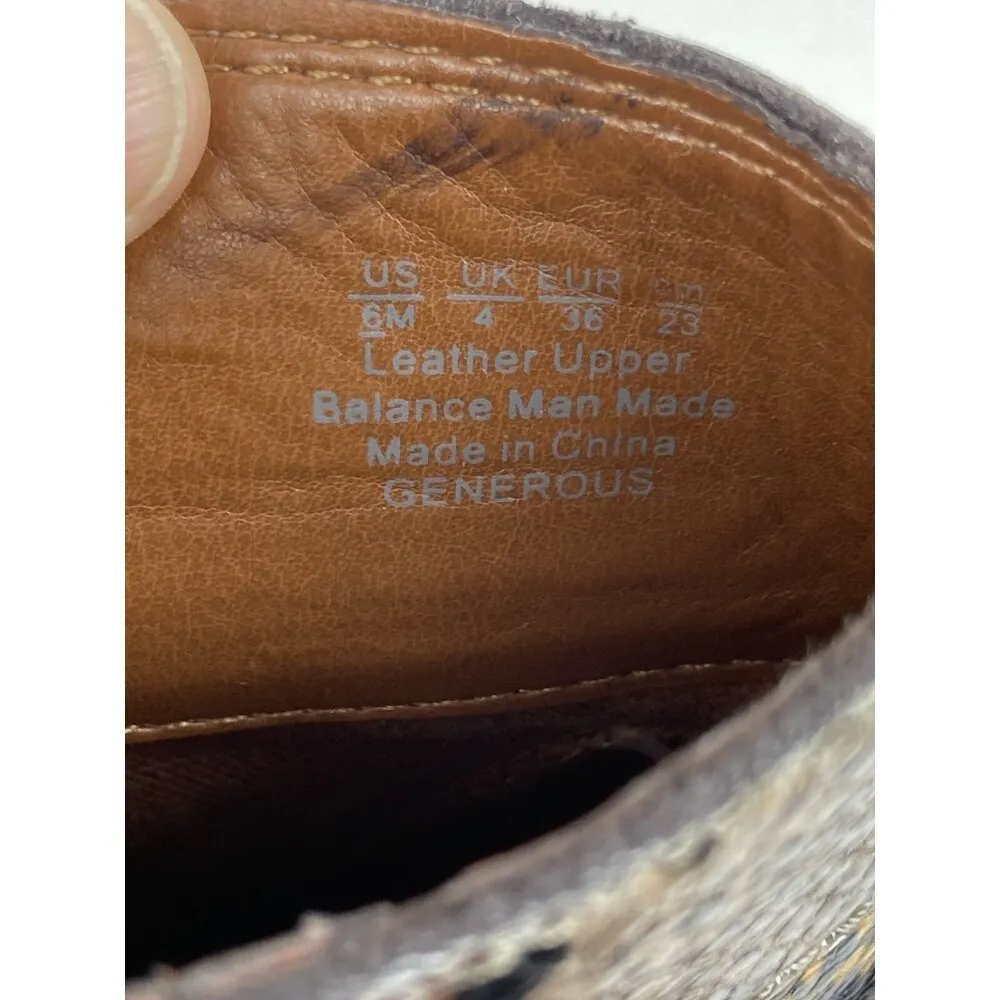 US UK EUR cm
6M 4 36 23
Leather Upper
Balance Man Made
Made in China
GENEROUS